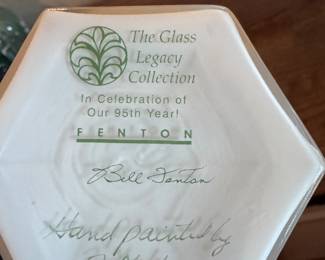 The Glass
Legacy
Collection
In Celebration of
Our 95th Year!
FENTON
Bill Fenton
Hand painted by